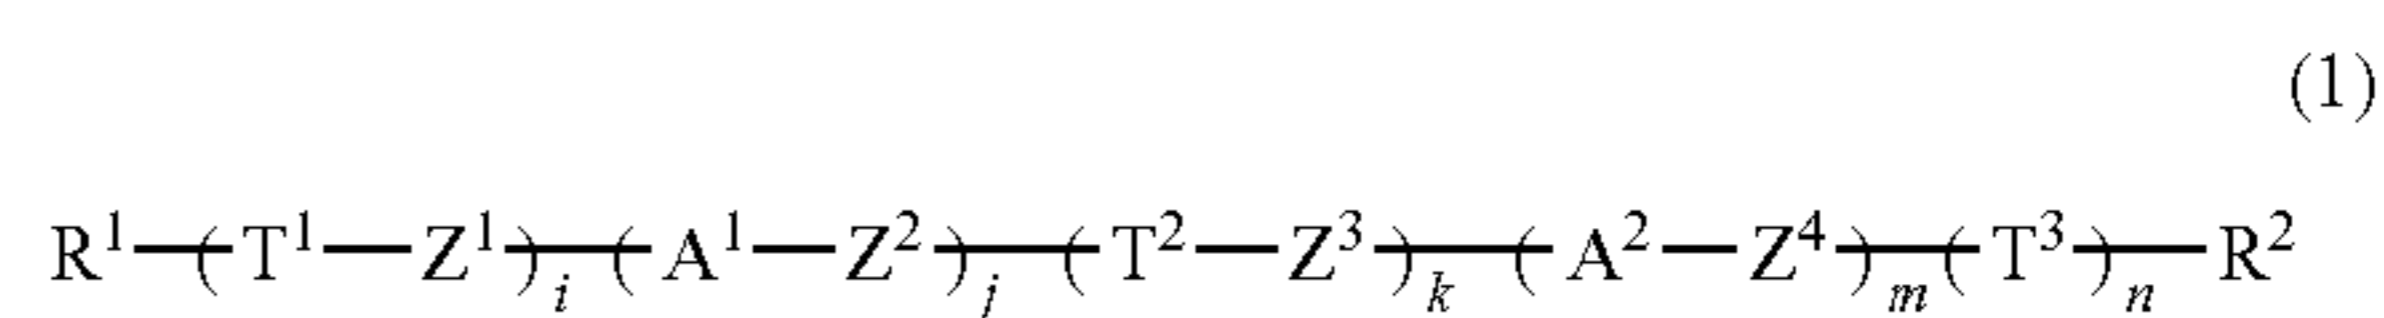 (1)
R¹—(T¹—Z¹)ᵢ—(A¹—Z²)ⱼ—(T²—Z³)ₖ—(A²—Z⁴)ₘ—(T³)ₙ—R²